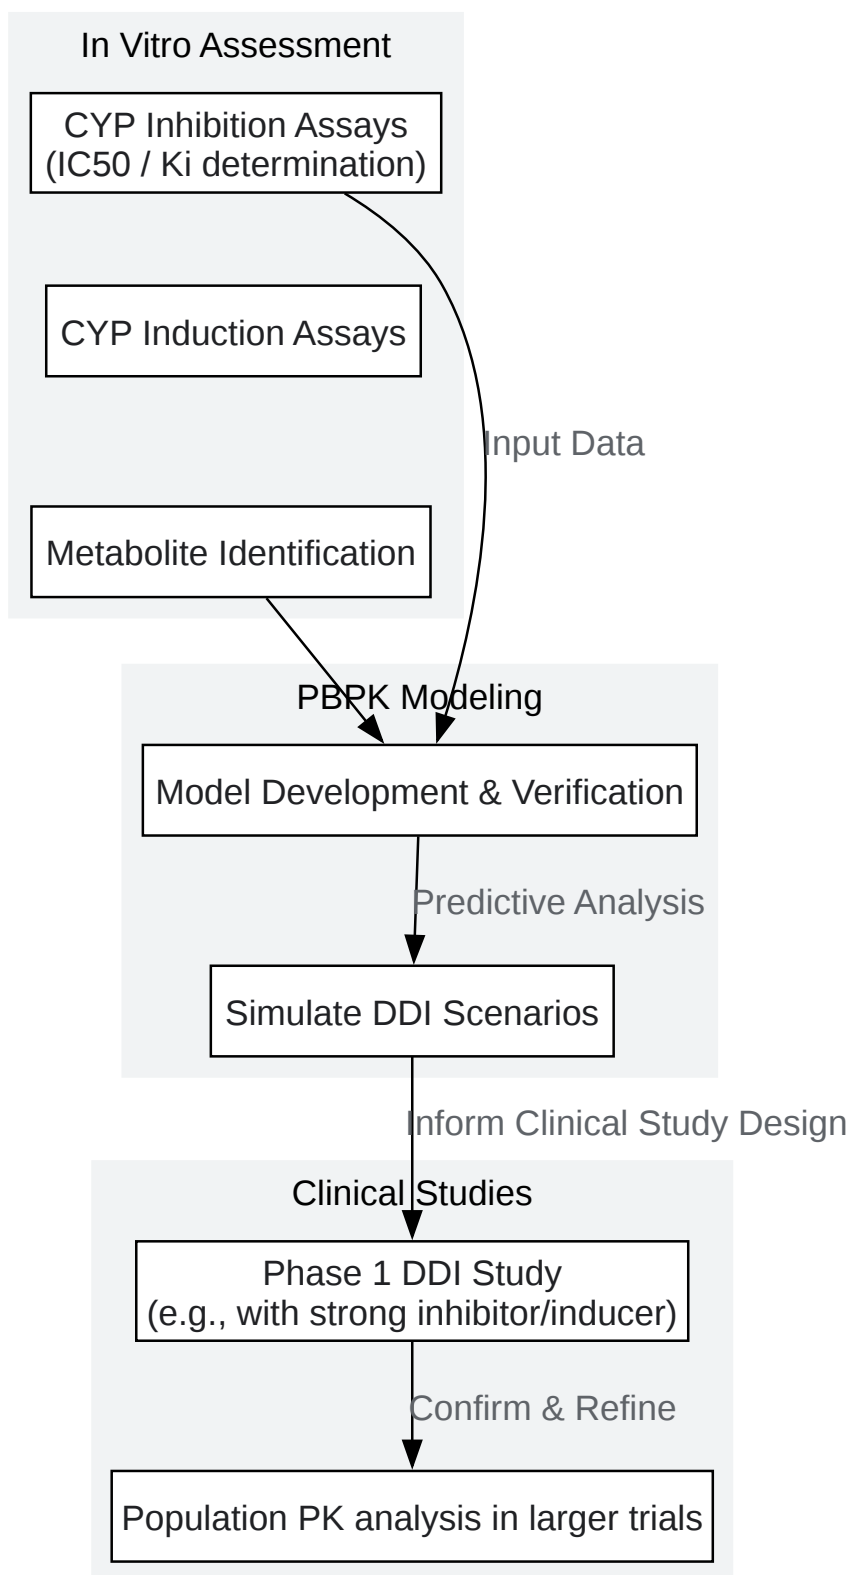 In Vitro Assessment
CYP Inhibition Assays
(IC50 / Ki determination)
CYP Induction Assays
Input Data
Metabolite Identification
PBPK Modeling
Model Development & Verification
Predictive Analysis
Simulate DDI Scenarios
Inform Clinical Study Design
Clinical Studies
Phase 1 DDI Study
(e.g., with strong inhibitor/inducer)
Confirm & Refine
Population PK analysis in larger trials